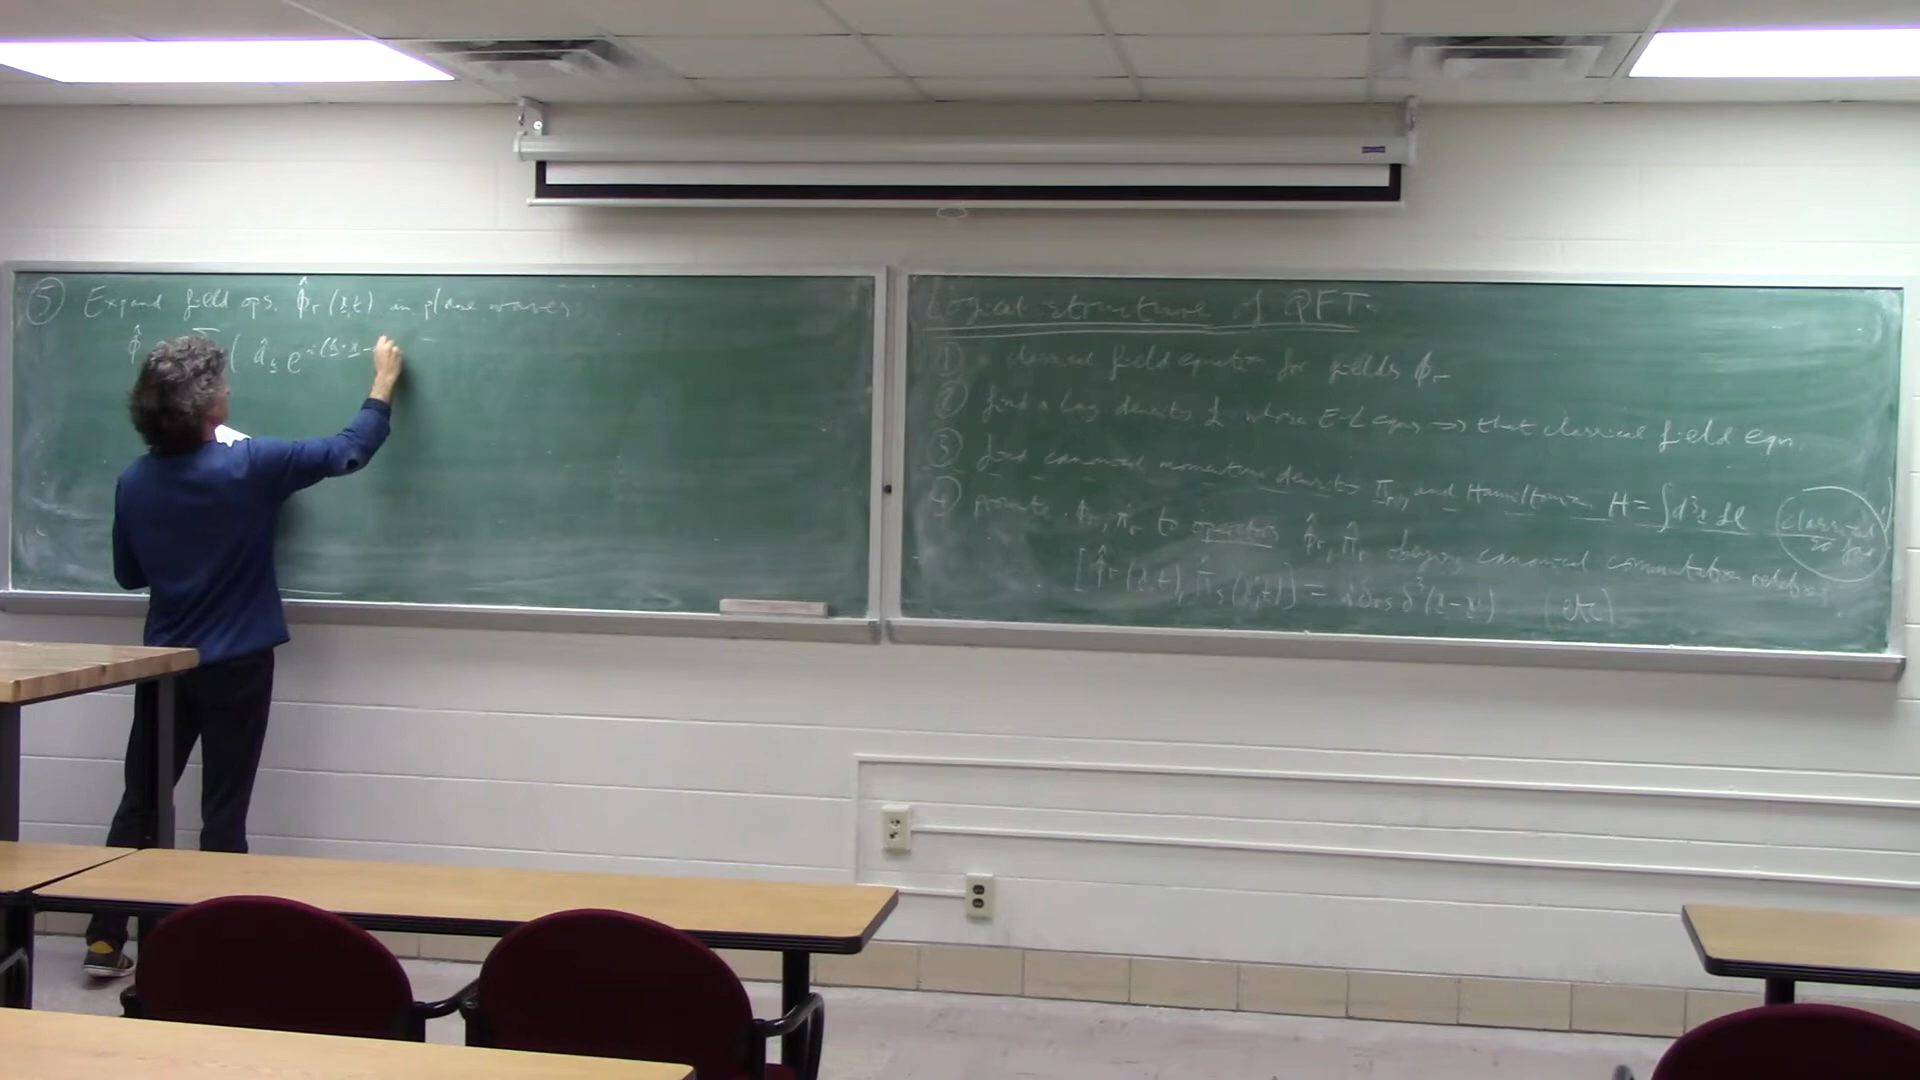 ⑤ Expand field ops. φ̂ᵣ(x,t) in plane waves:
φ̂ ( â e^i(k·x-
Logical structure of QFT:
① classical field equation for fields φᵣ
② find a Lag density ℒ whose E-L eqns → that classical field eqn.
③ find canonical momentum density πᵣ, and Hamiltonian H = ∫d³x ℋ
classical so far
④ promote φᵣ, πᵣ to operators φ̂ᵣ, π̂ᵣ obeying canonical commutation relations
[φ̂ᵣ(x,t), π̂ₛ(x',t)] = iδᵣₛ δ³(x-x') (etc)